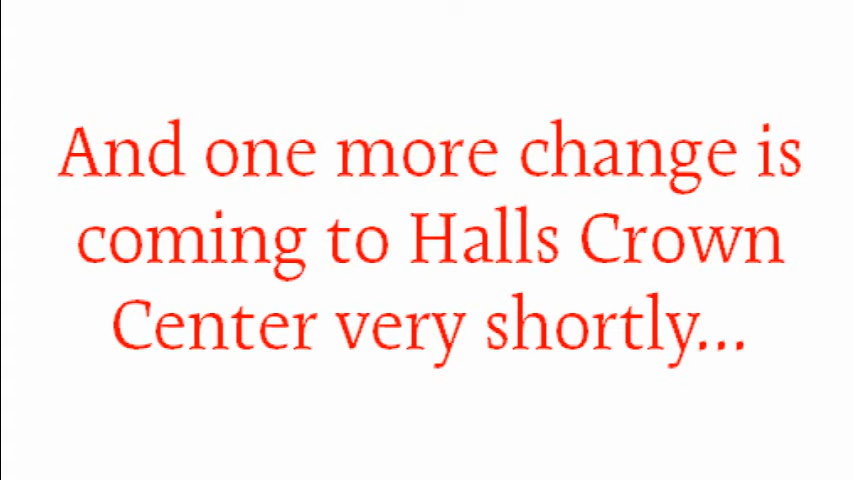 And one more change is
coming to Halls Crown
Center very shortly...